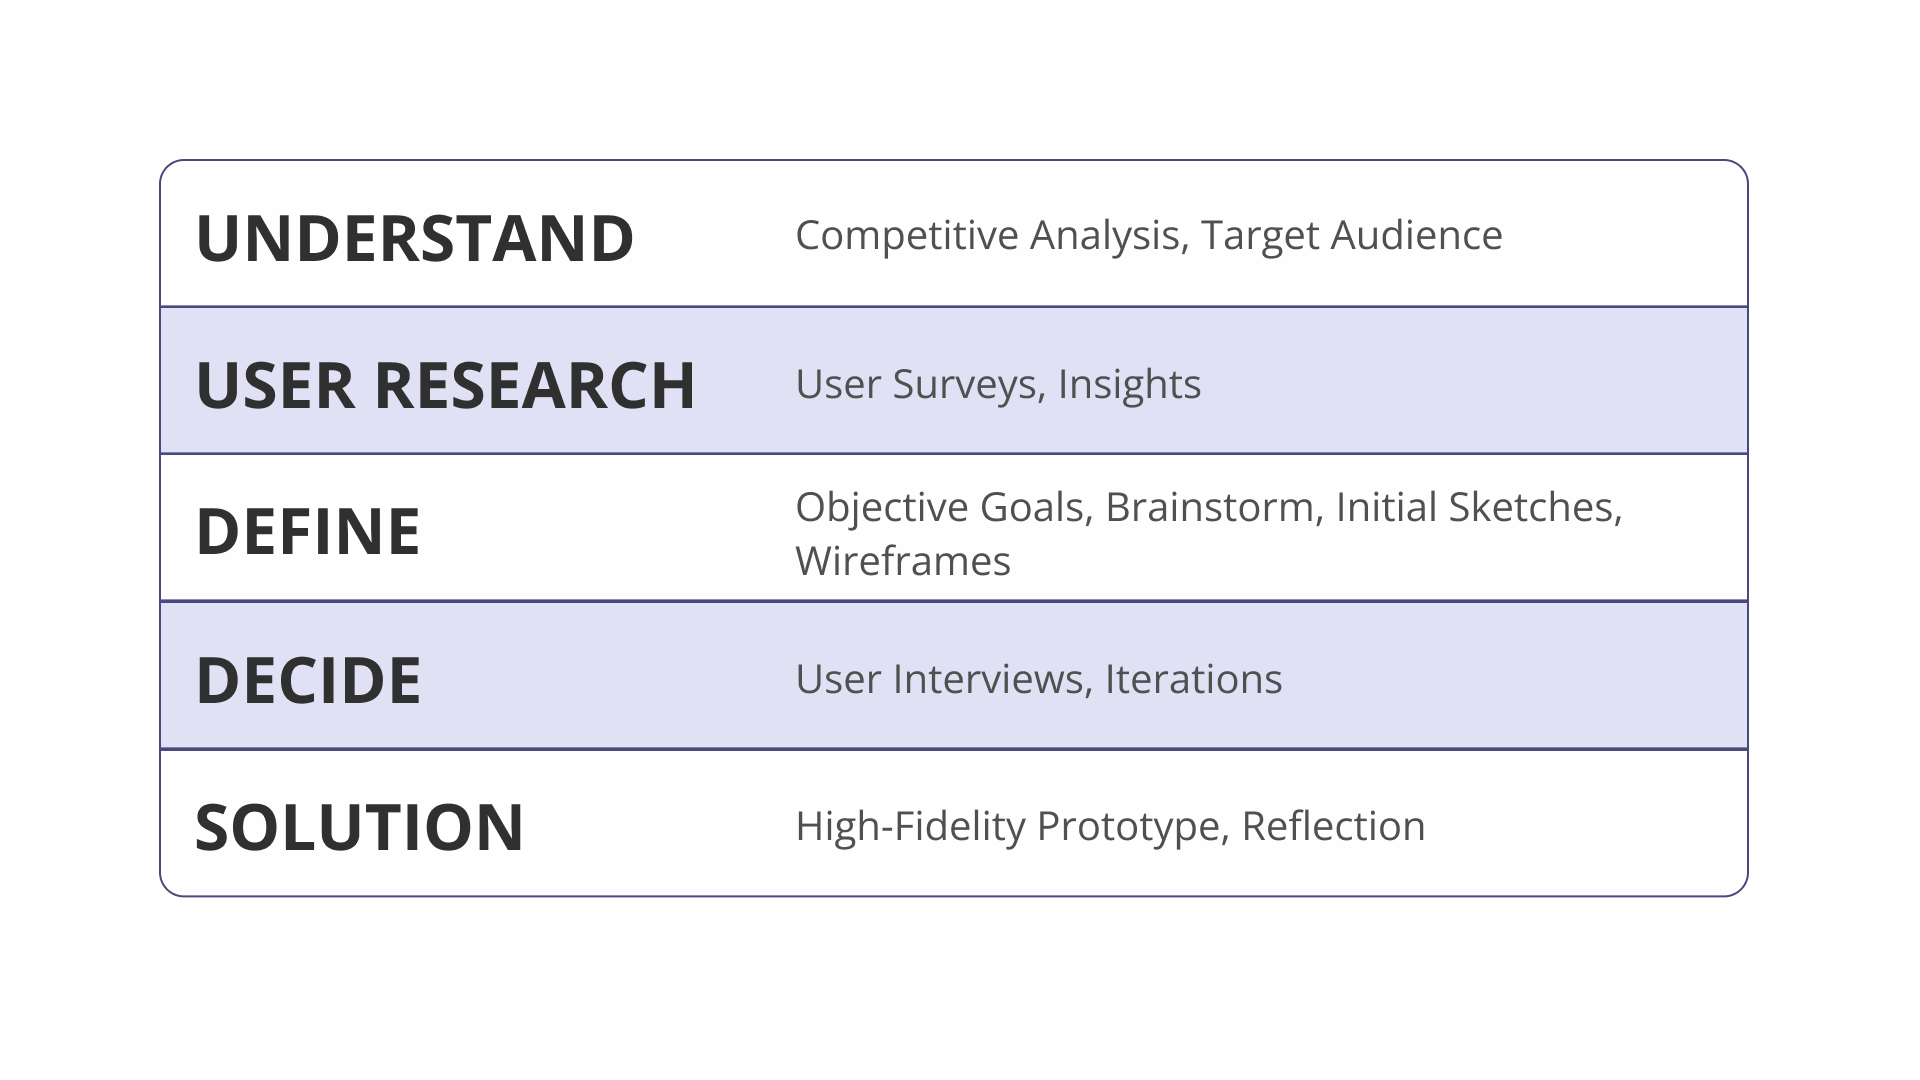 UNDERSTAND
Competitive Analysis, Target Audience
USER RESEARCH
User Surveys, Insights
DEFINE
Objective Goals, Brainstorm, Initial Sketches,
Wireframes
DECIDE
User Interviews, Iterations
SOLUTION
High-Fidelity Prototype, Reflection